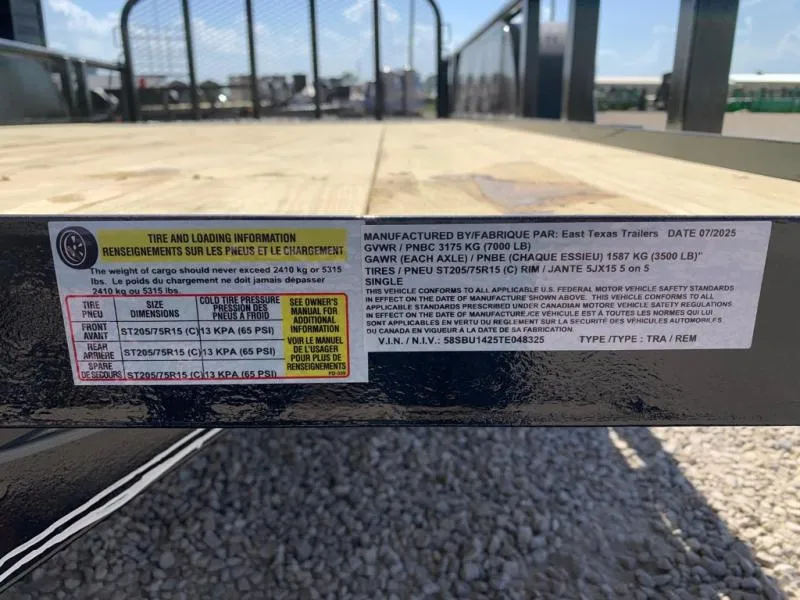 TIRE AND LOADING INFORMATION
RENSEIGNEMENTS SUR LES PNEUS ET LE CHARGEMENT
The weight of cargo should never exceed 2410 kg or 5315
lbs. Le poids du chargement ne doit jamais dépasser
2410 kg ou 5315 lbs.
TIRE PNEU SIZE DIMENSIONS COLD TIRE PRESSURE PRESSION DES PNEUS A FROID
FRONT AVANT ST205/75R15 (C) 13 KPA (65 PSI)
REAR ARRIERE ST205/75R15 (C) 13 KPA (65 PSI)
SPARE DE SECOURS ST205/75R15 (C) 13 KPA (65 PSI)
SEE OWNER'S
MANUAL FOR
ADDITIONAL
INFORMATION
VOIR LE MANUEL
DE L'USAGER
POUR PLUS DE
RENSEIGNEMENTS
MANUFACTURED BY/FABRIQUE PAR: East Texas Trailers DATE 07/2025
GVWR / PNBC 3175 KG (7000 LB)
GAWR (EACH AXLE) / PNBE (CHAQUE ESSIEU) 1587 KG (3500 LB)"
TIRES / PNEU ST205/75R15 (C) RIM / JANTE 5JX15 5 on 5
SINGLE
THIS VEHICLE CONFORMS TO ALL APPLICABLE U.S. FEDERAL MOTOR VEHICLE SAFETY STANDARDS
IN EFFECT ON THE DATE OF MANUFACTURE SHOWN ABOVE. THIS VEHICLE CONFORMS TO ALL
APPLICABLE STANDARDS PRESCRIBED UNDER CANADIAN MOTORE VEHICLE SATETY REGULATIONS
IN EFFECT ON THE DATE OF MANUFACTURE./CE VÉHICULE EST À TOUTES LES NORMES QUI LUI
SONT APPLICABLES EN VERTU DU REGLEMENT SUR LA SECURITÉ DES VÉHICULES AUTOMOBILES
DU CANADA EN VIGUEUR A LA DATE DE SA FABRICATION.
V.I.N. / N.I.V.: 58SBU1425TE048325 TYPE /TYPE: TRA / REM